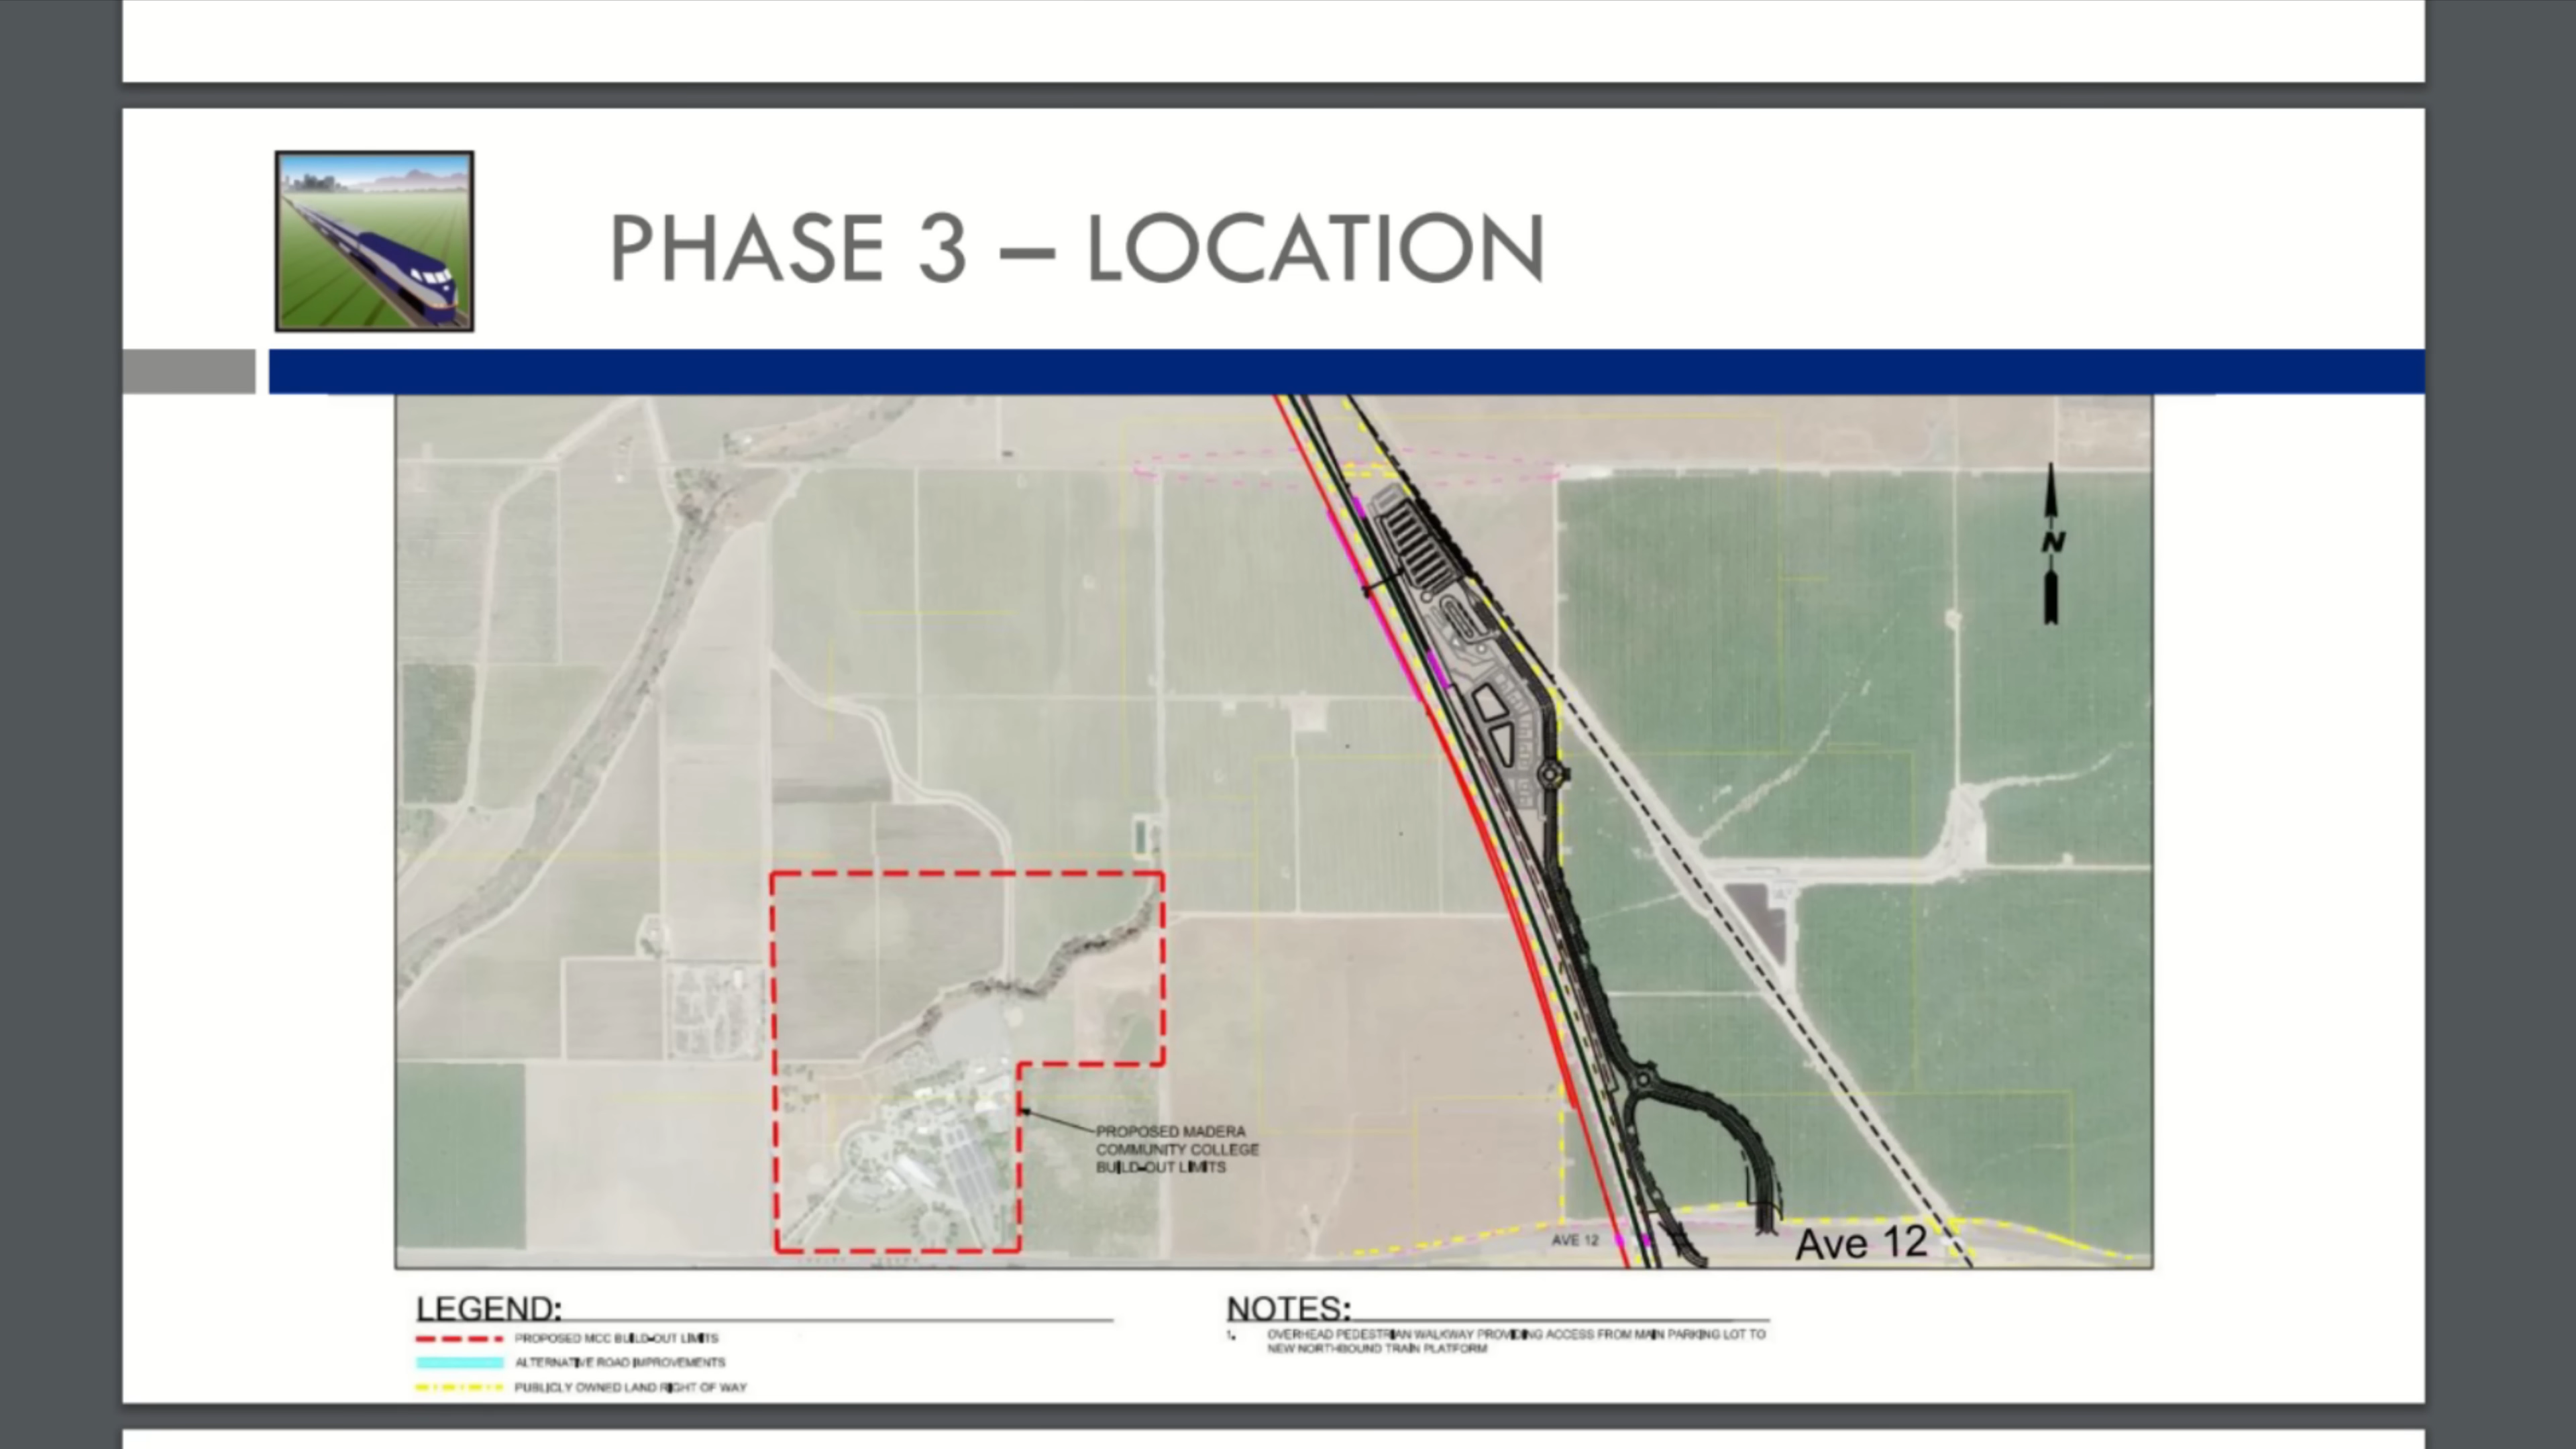 PHASE 3 – LOCATION
N
PROPOSED MADERA
COMMUNITY COLLEGE
BUILD-OUT LIMITS
AVE 12
Ave 12
LEGEND:
PROPOSED MCC BUILD-OUT LIMITS
ALTERNATIVE ROAD IMPROVEMENTS
PUBLICLY OWNED LAND RIGHT OF WAY
NOTES:
1. OVERHEAD PEDESTRIAN WALKWAY PROVIDING ACCESS FROM MAIN PARKING LOT TO
NEW NORTHBOUND TRAIN PLATFORM